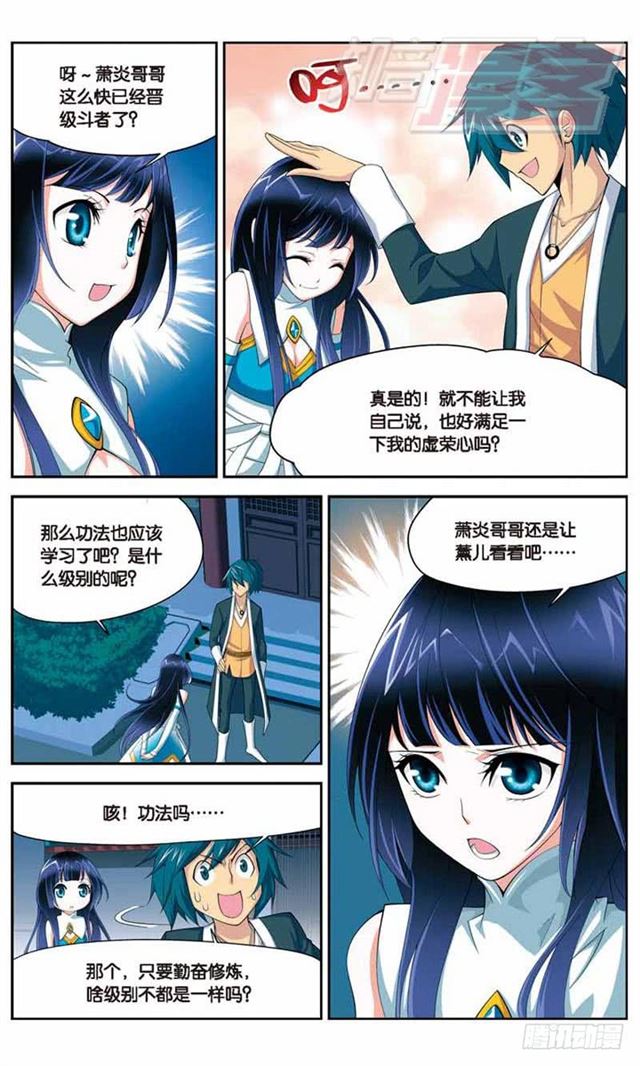 呀～萧炎哥哥
这么快已经晋
级斗者了？
呵……
真是的！就不能让我
自己说，也好满足一
下我的虚荣心吗？
那么功法也应该
学习了吧？是什
么级别的呢？
萧炎哥哥还是让
薰儿看看吧……
咳！功法吗……
那个，只要勤奋修炼，
啥级别不都是一样吗？
腾讯动漫